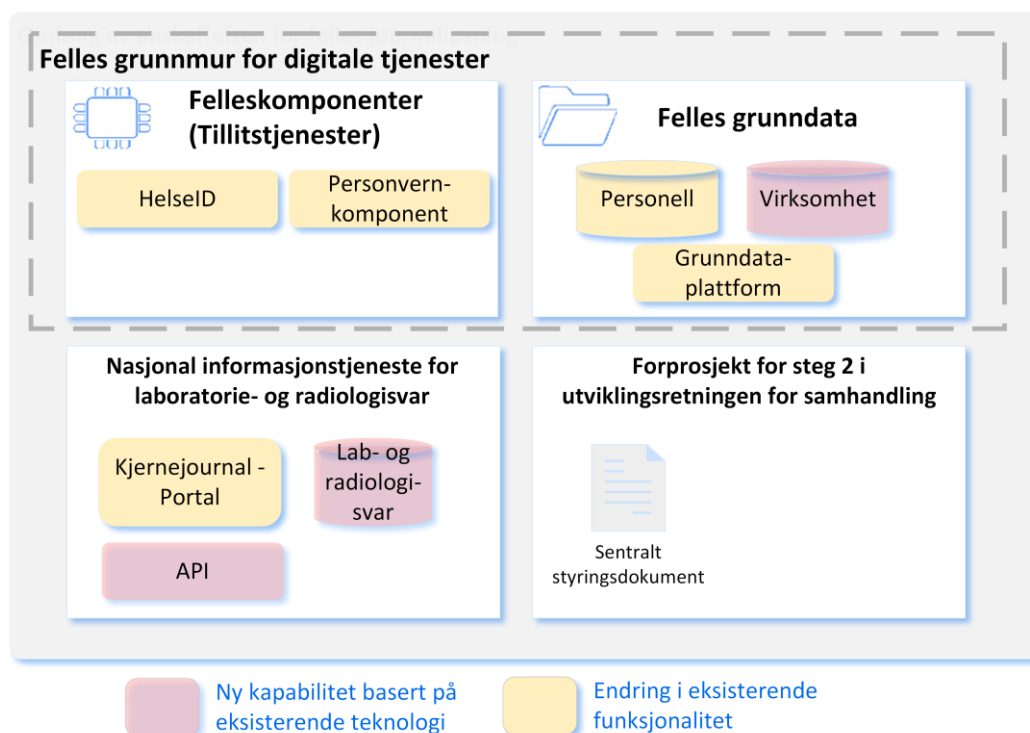 Felles grunnmur for digitale tjenester
Felleskomponenter
(Tillitstjenester)
HelseID
Personvern-
komponent
Felles grunndata
Personell
Virksomhet
Grunndata-
plattform
Nasjonal informasjonstjeneste for
laboratorie- og radiologisvar
Kjernejournal -
Portal
Lab- og
radiologi-
svar
API
Forprosjekt for steg 2 i
utviklingsretningen for samhandling
Sentralt
styringsdokument
Ny kapabilitet basert på
eksisterende teknologi
Endring i eksisterende
funksjonalitet